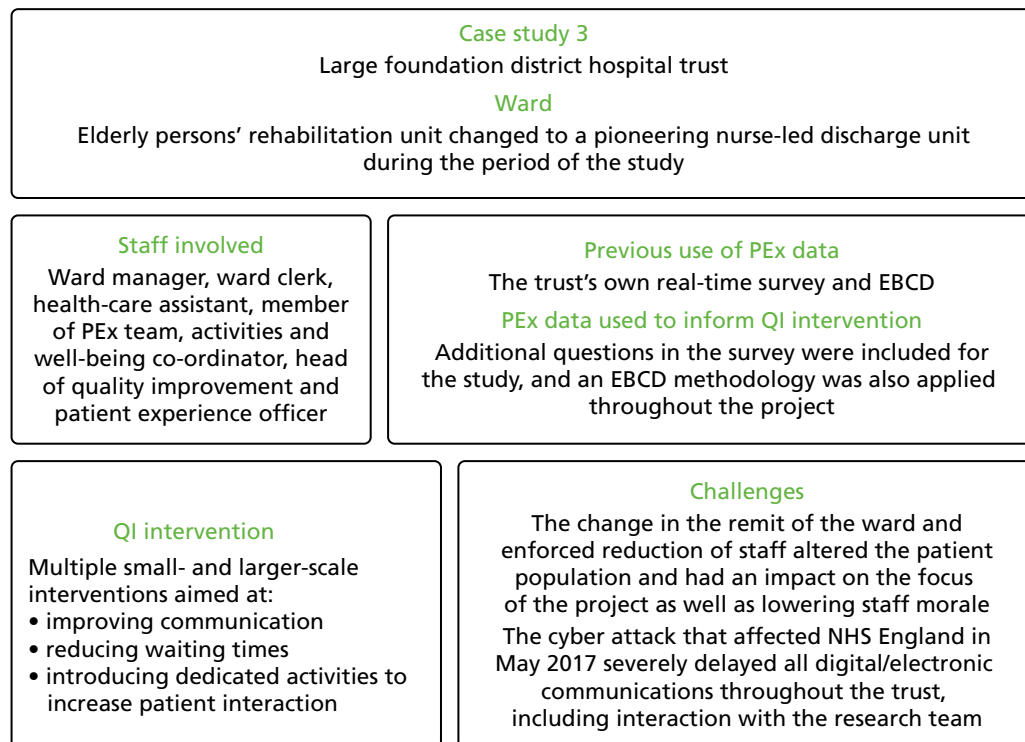 Case study 3
Large foundation district hospital trust
Ward
Elderly persons’ rehabilitation unit changed to a pioneering nurse-led discharge unit
during the period of the study
Staff involved
Ward manager, ward clerk,
health-care assistant, member
of PEx team, activities and
well-being co-ordinator, head
of quality improvement and
patient experience officer
Previous use of PEx data
The trust’s own real-time survey and EBCD
PEx data used to inform QI intervention
Additional questions in the survey were included for
the study, and an EBCD methodology was also applied
throughout the project
QI intervention
Multiple small- and larger-scale
interventions aimed at:
• improving communication
• reducing waiting times
• introducing dedicated activities to
increase patient interaction
Challenges
The change in the remit of the ward and
enforced reduction of staff altered the patient
population and had an impact on the focus
of the project as well as lowering staff morale
The cyber attack that affected NHS England in
May 2017 severely delayed all digital/electronic
communications throughout the trust,
including interaction with the research team